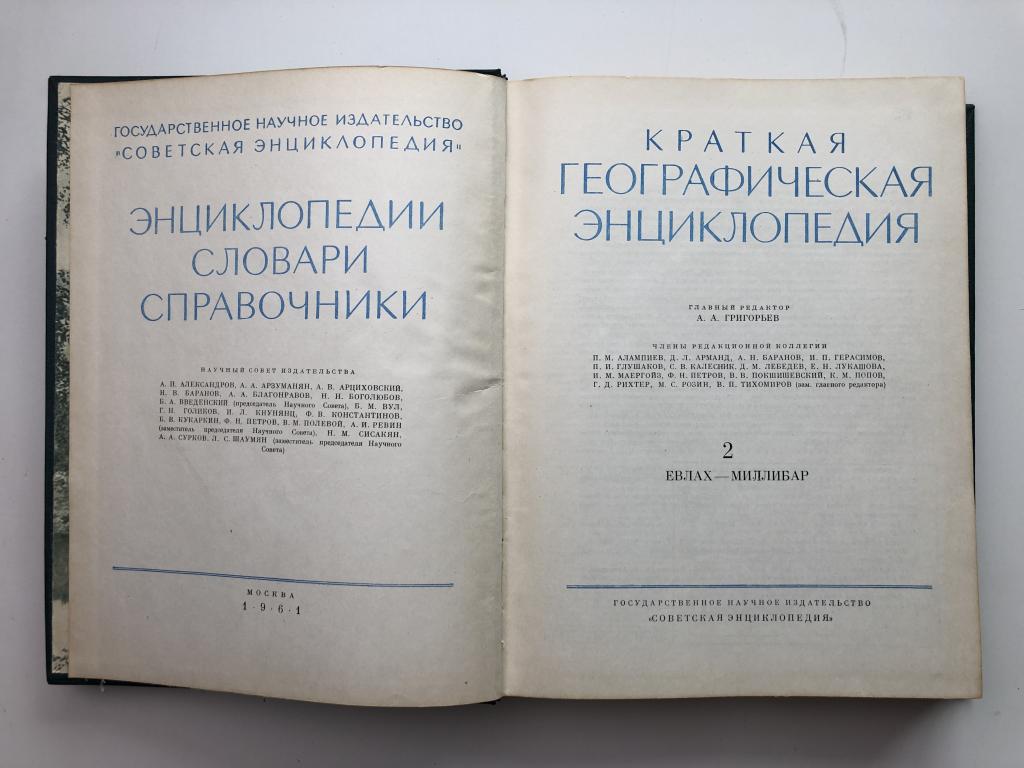 ГОСУДАРСТВЕННОЕ НАУЧНОЕ ИЗДАТЕЛЬСТВО
„СОВЕТСКАЯ ЭНЦИКЛОПЕДИЯ"
ЭНЦИКЛОПЕДИИ
СЛОВАРИ
СПРАВОЧНИКИ
НАУЧНЫЙ СОВЕТ ИЗДАТЕЛЬСТВА
А. П. АЛЕКСАНДРОВ, А. А. АРЗУМАНЯН, А. В. АРЦИХОВСКИЙ,
Н. В. БАРАНОВ, А. А. БЛАГОНРАВОВ, Н. Н. БОГОЛЮБОВ,
Б. А. ВВЕДЕНСКИЙ (председатель Научного Совета), Б. М. ВУЛ,
Г. Н. ГОЛИКОВ, И. Л. КНУНЯНЦ, Ф. В. КОНСТАНТИНОВ,
Б. В. КУКАРКИН, Ф. Н. ПЕТРОВ, В. М. ПОЛЕВОЙ, А. И. РЕВИН
(заместитель председателя Научного Совета), Н. М. СИСАКЯН,
А. А. СУРКОВ, Л. С. ШАУМЯН (заместитель председателя Научного
Совета)
МОСКВА
1·9·6·1
КРАТКАЯ
ГЕОГРАФИЧЕСКАЯ
ЭНЦИКЛОПЕДИЯ
ГЛАВНЫЙ РЕДАКТОР
А. А. ГРИГОРЬЕВ
ЧЛЕНЫ РЕДАКЦИОННОЙ КОЛЛЕГИИ
П. М. АЛАМПИЕВ, Д. Л. АРМАНД, А. Н. БАРАНОВ, И. П. ГЕРАСИМОВ,
П. И. ГЛУШАКОВ, С. В. КАЛЕСНИК, Д. М. ЛЕБЕДЕВ, Е. Н. ЛУКАШОВА,
И. М. МАЕРГОЙЗ, Ф. Н. ПЕТРОВ, В. В. ПОКШИШЕВСКИЙ, К. М. ПОПОВ,
Г. Д. РИХТЕР, М. С. РОЗИН, В. П. ТИХОМИРОВ (зам. главного редактора)
2
ЕВЛАХ—МИЛЛИБАР
ГОСУДАРСТВЕННОЕ НАУЧНОЕ ИЗДАТЕЛЬСТВО
«СОВЕТСКАЯ ЭНЦИКЛОПЕДИЯ»